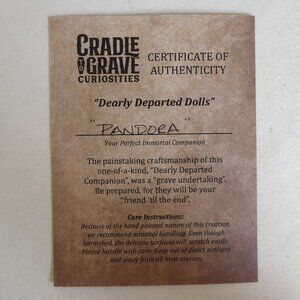 CRADLE
TO GRAVE
CURIOSITIES
CERTIFICATE OF
AUTHENTICITY
"Dearly Departed Dolls"
"PANDORA"
Your Perfect Immortal Companion
The painstaking craftsmanship of this
one-of-a-kind, "Dearly Departed
Companion", was a "grave undertaking".
Be prepared, for they will be your
"friend 'til the end".
Care Instructions:
Because of the hand painted nature of this creation,
we recommend minimal handling. Even though
varnished, the delicate surfaces will scratch easily.
Please handle with care. Keep out of direct sunlight
and away from all heat sources.